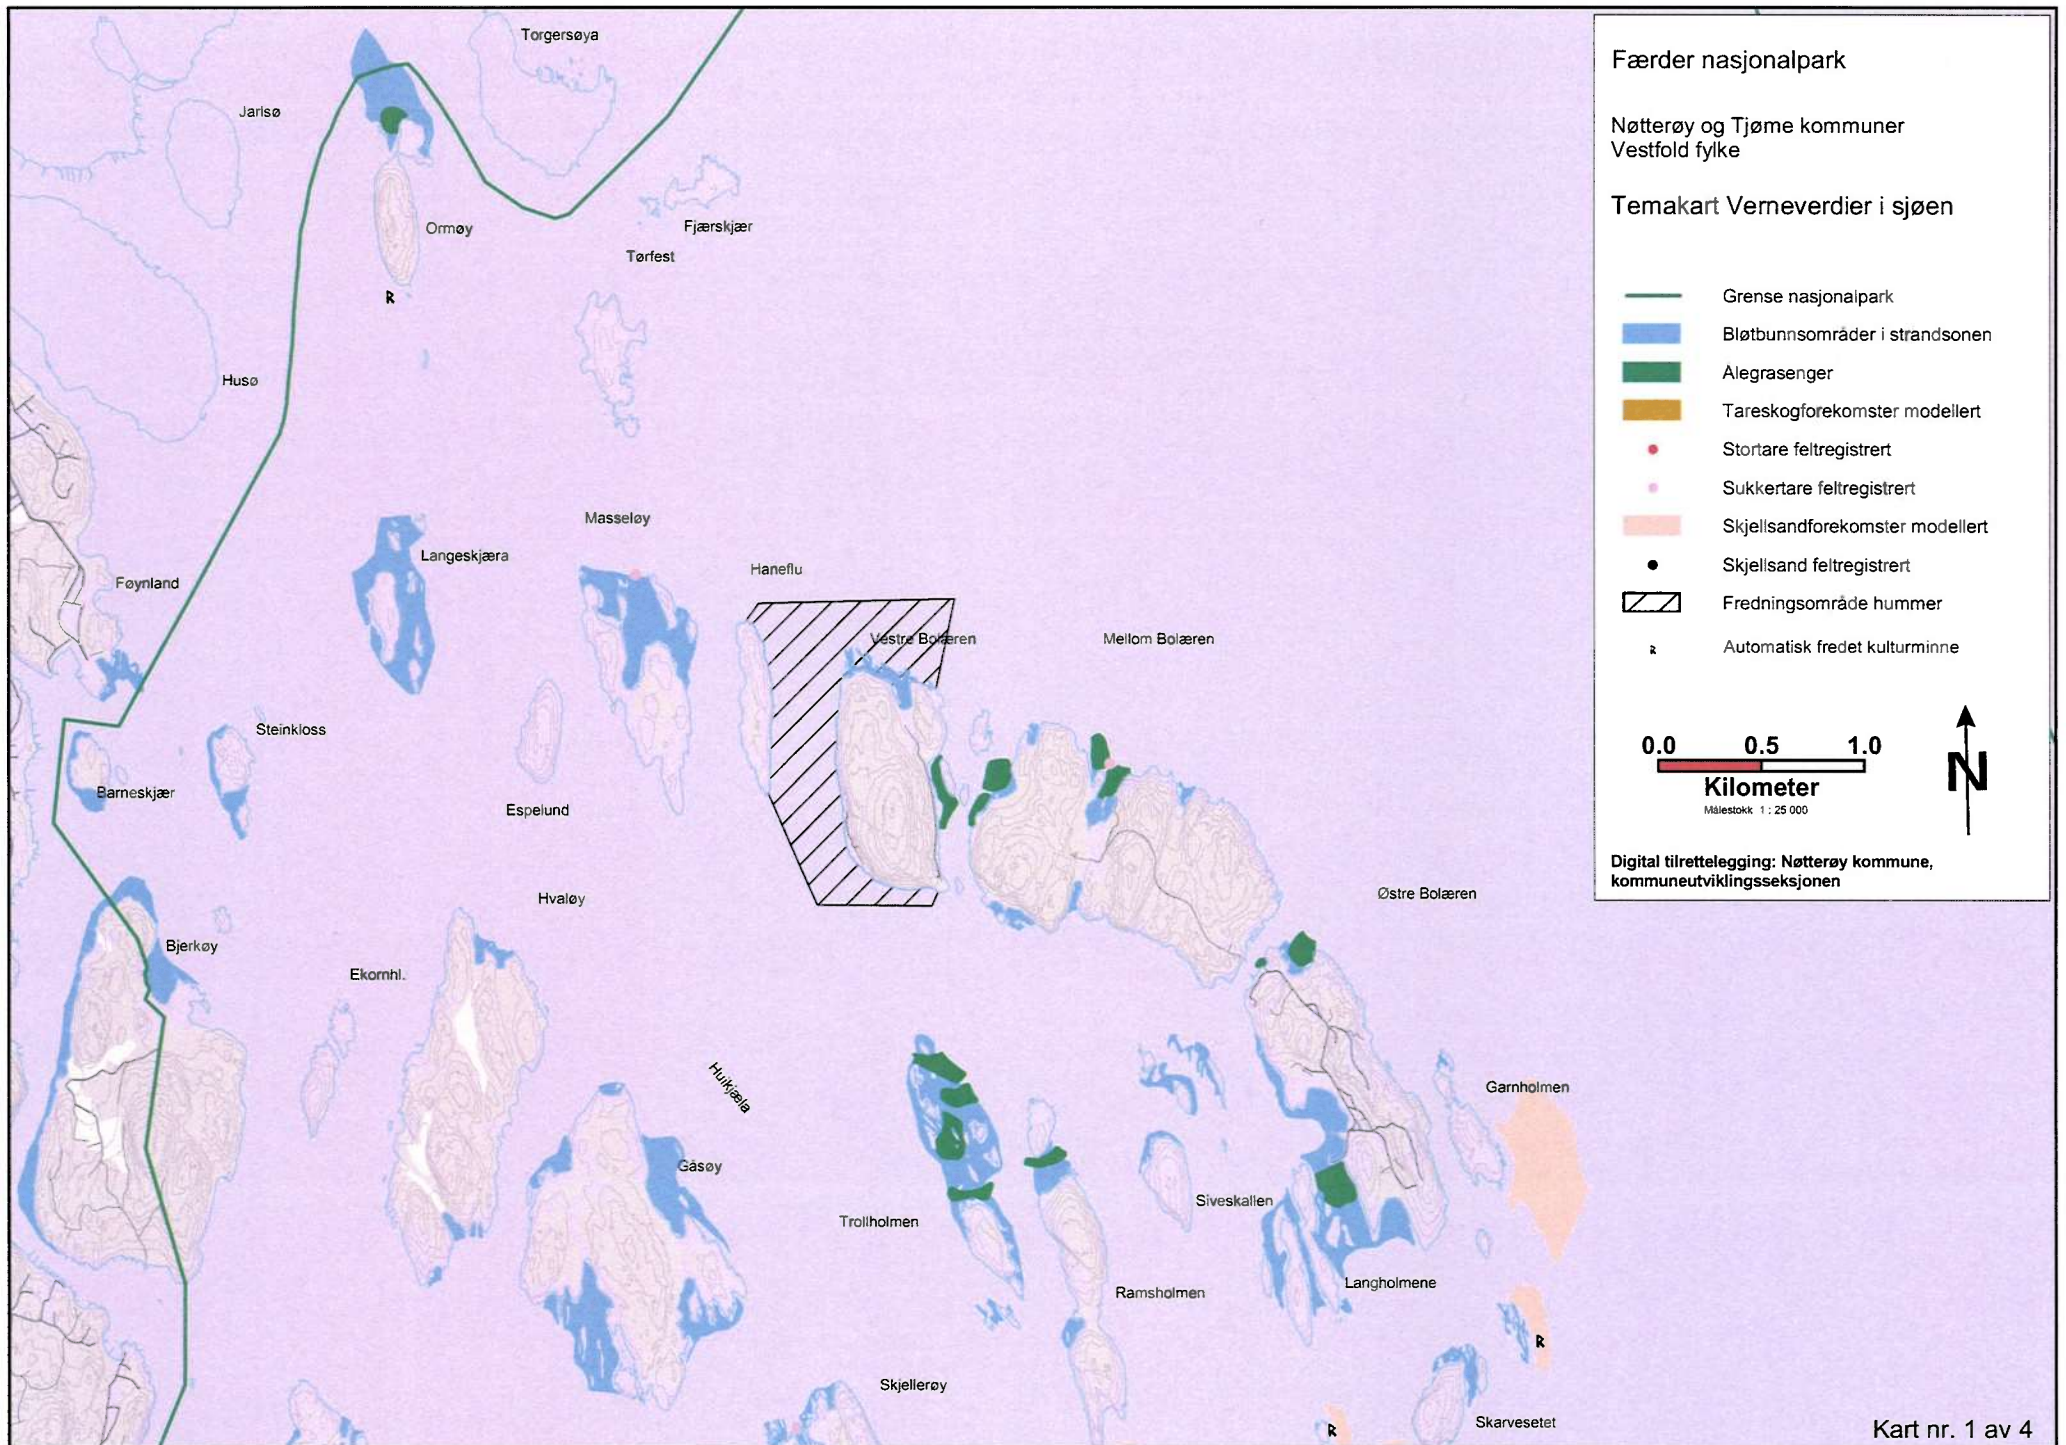 Færder nasjonalpark
Nøtterøy og Tjøme kommuner
Vestfold fylke
Temakart Verneverdier i sjøen
Grense nasjonalpark
Bløtbunnsområder i strandsonen
Ålegrasenger
Tareskogforekomster modellert
Stortare feltregistrert
Sukkertare feltregistrert
Skjellsandforekomster modellert
Skjellsand feltregistrert
Fredningsområde hummer
R Automatisk fredet kulturminne
0.0 0.5 1.0
Kilometer
Målestokk 1 : 25 000
N
Digital tilrettelegging: Nøtterøy kommune,
kommuneutviklingsseksjonen
Torgersøya
Jarlsø
Ormøy
Fjærskjær
Tørfest
R
Husø
Masseløy
Langeskjæra
Haneflu
Føynland
Vestre Bolæren
Mellom Bolæren
Steinkloss
Barneskjær
Espelund
Hvaløy
Østre Bolæren
Bjerkøy
Ekornhl.
Huikjæla
Garnholmen
Gåsøy
Siveskallen
Trollholmen
Langholmene
Ramsholmen
R
Skjellerøy
Skarvesetet
R
Kart nr. 1 av 4